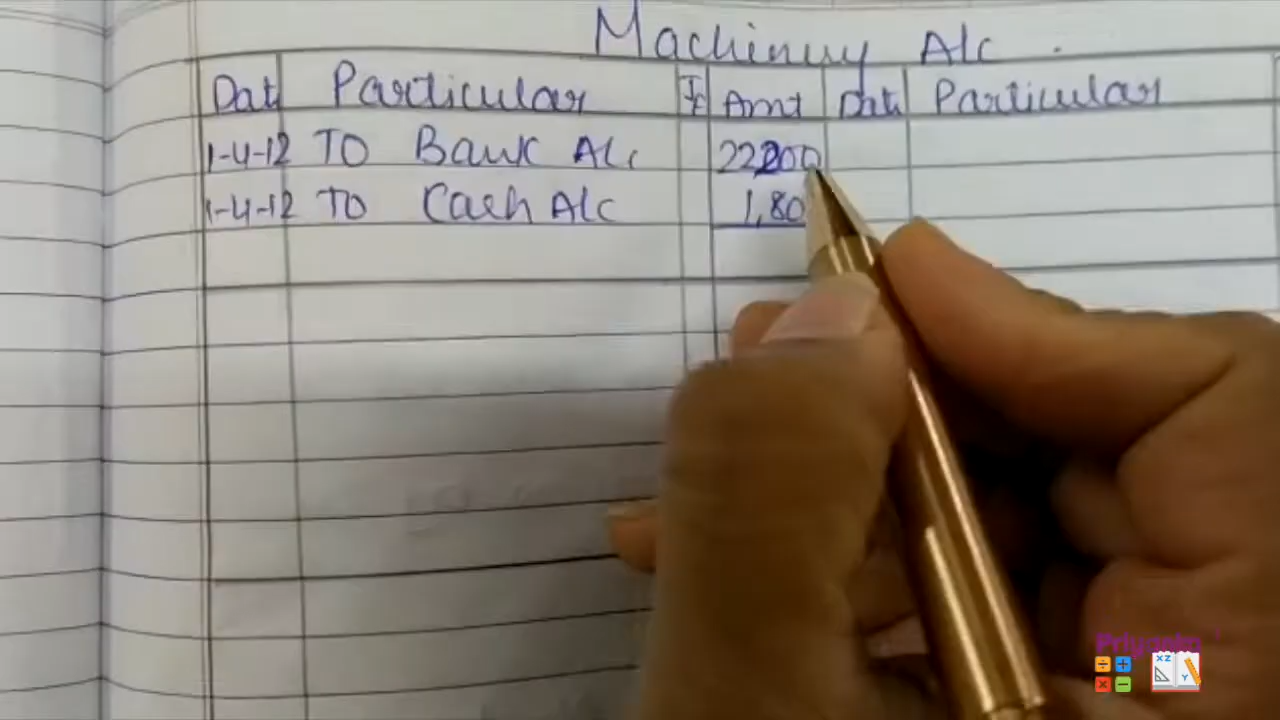 Machinery A/c
Date Particular J.F Amt Date Particular
1-4-12 TO Bank A/c 22200
1-4-12 TO Cash A/c 1,80
Priyanka